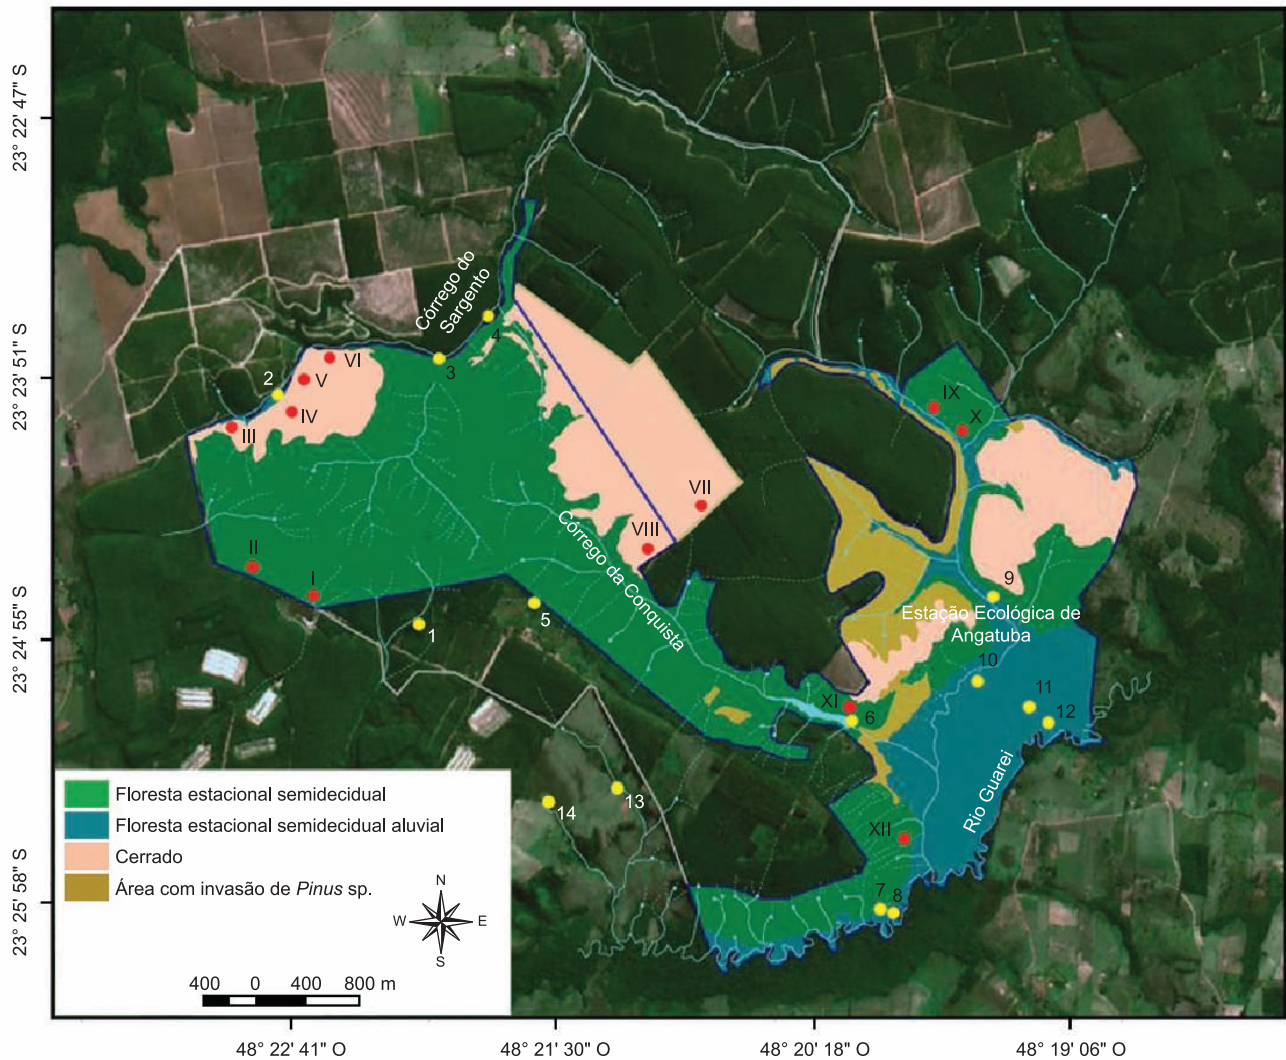 23° 22' 47" S
23° 23' 51" S
23° 24' 55" S
23° 25' 58" S
Córrego do
Sargento
4
3
VI
2
V
IV
III
IX
X
VII
II
VIII
Córrego da Conquista
I
9
5
1
Estação Ecológica de
Angatuba
10
XI
11
6
12
Rio Guarei
13
14
XII
7
8
Floresta estacional semidecidual
Floresta estacional semidecidual aluvial
Cerrado
Área com invasão de Pinus sp.
N
W
E
S
400 0 400 800 m
48° 22' 41" O
48° 21' 30" O
48° 20' 18" O
48° 19' 06" O